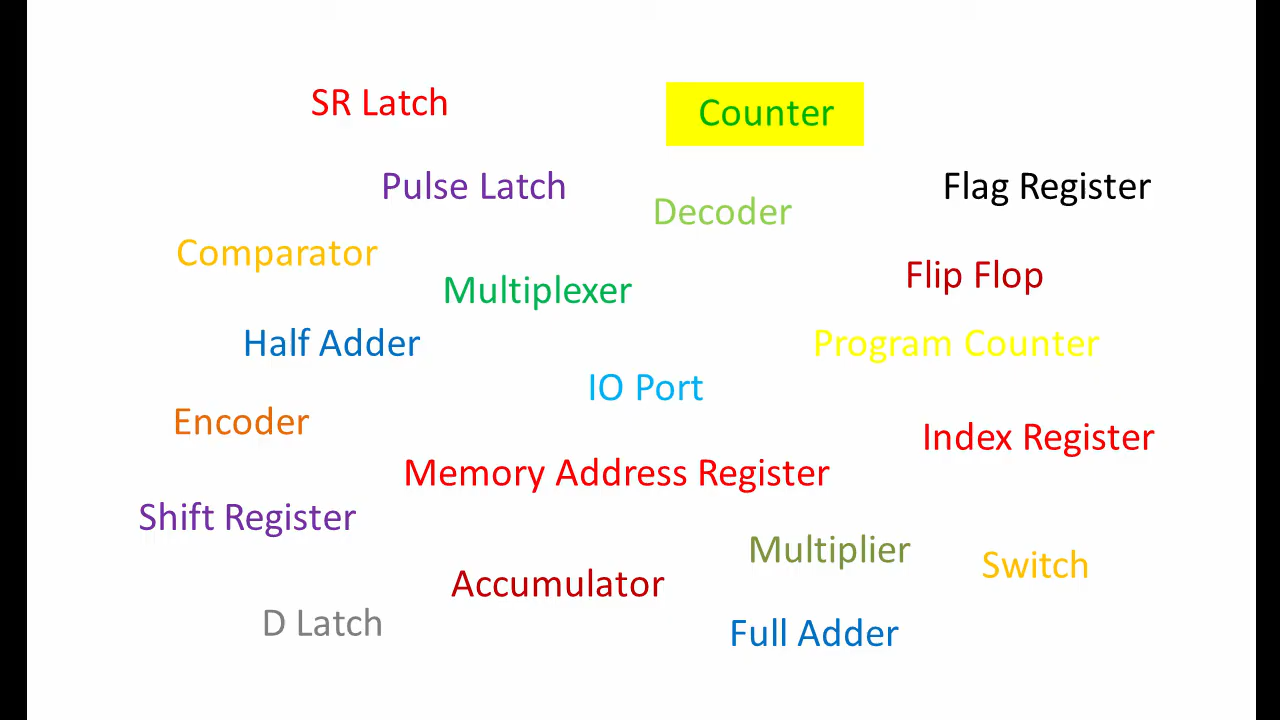 SR Latch
Counter
Pulse Latch
Flag Register
Decoder
Comparator
Flip Flop
Multiplexer
Half Adder
Program Counter
IO Port
Encoder
Index Register
Memory Address Register
Shift Register
Multiplier
Switch
Accumulator
D Latch
Full Adder